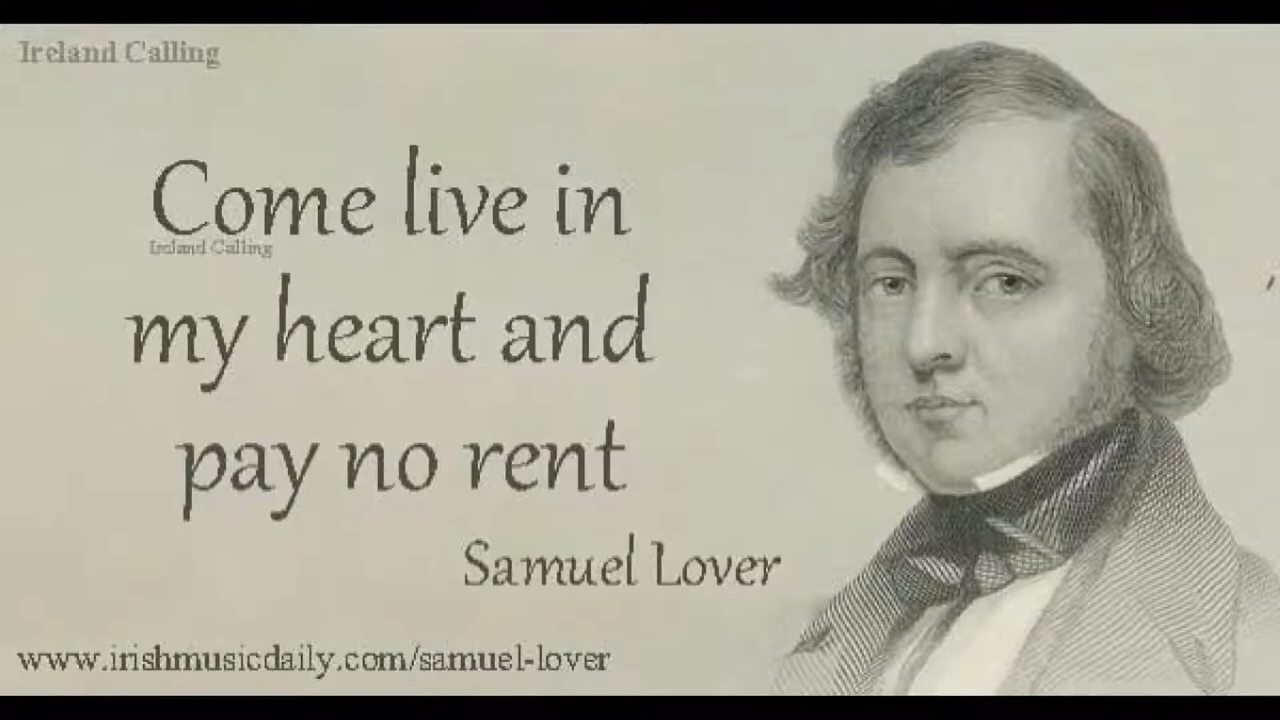 Ireland Calling
Come live in
Ireland Calling
my heart and
pay no rent
Samuel Lover
www.irishmusicdaily.com/samuel-lover